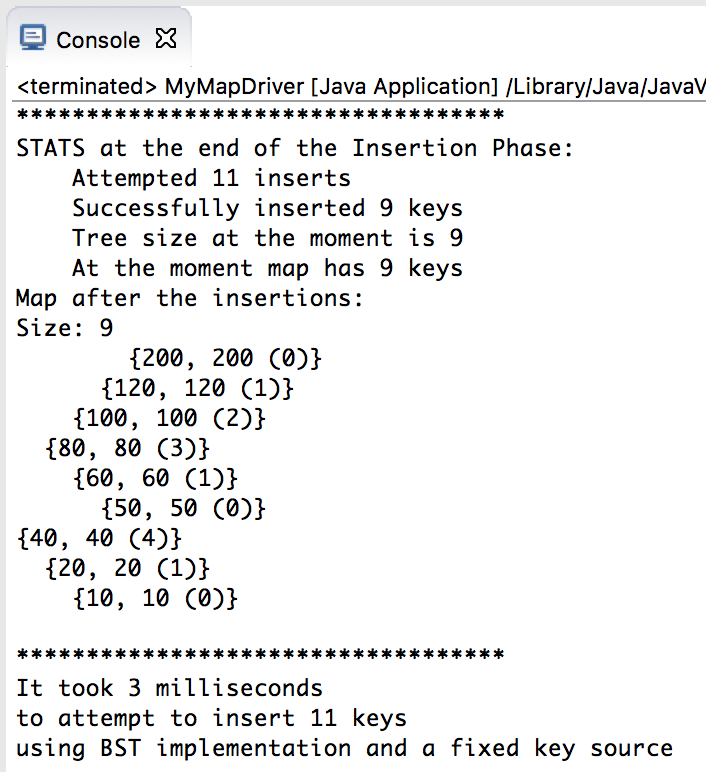 Console
<terminated> MyMapDriver [Java Application] /Library/Java/JavaV
***********************************
STATS at the end of the Insertion Phase:
    Attempted 11 inserts
    Successfully inserted 9 keys
    Tree size at the moment is 9
    At the moment map has 9 keys
Map after the insertions:
Size: 9
        {200, 200 (0)}
      {120, 120 (1)}
    {100, 100 (2)}
  {80, 80 (3)}
    {60, 60 (1)}
      {50, 50 (0)}
{40, 40 (4)}
  {20, 20 (1)}
    {10, 10 (0)}
***********************************
It took 3 milliseconds
to attempt to insert 11 keys
using BST implementation and a fixed key source